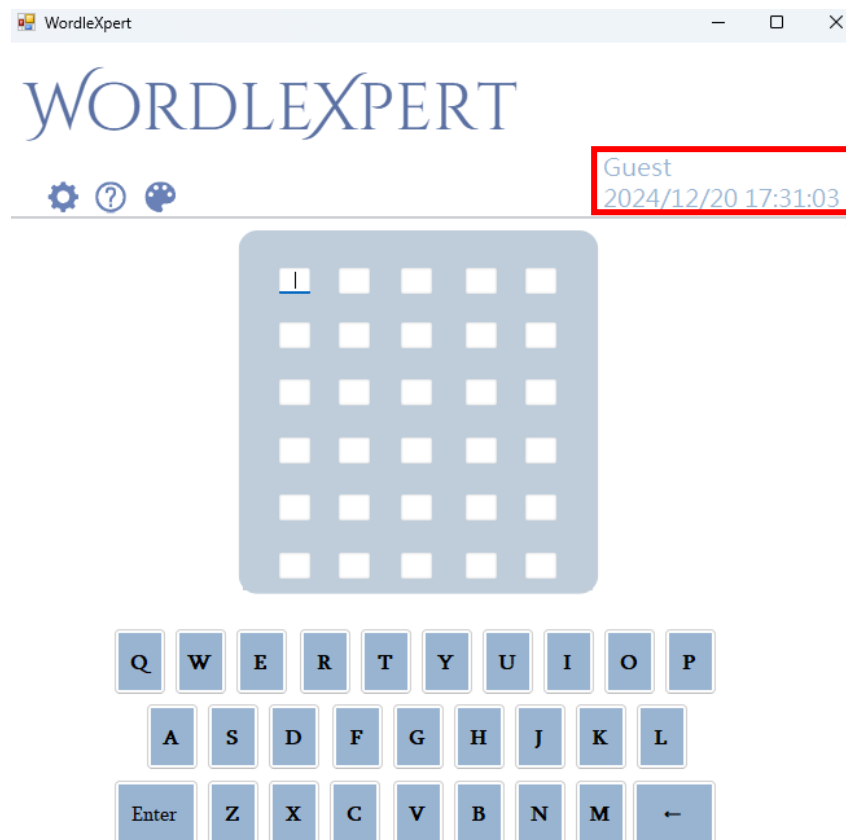 WordleXpert
WORDLEXPERT
Guest
2024/12/20 17:31:03
?
Q W E R T Y U I O P
A S D F G H J K L
Enter Z X C V B N M ←